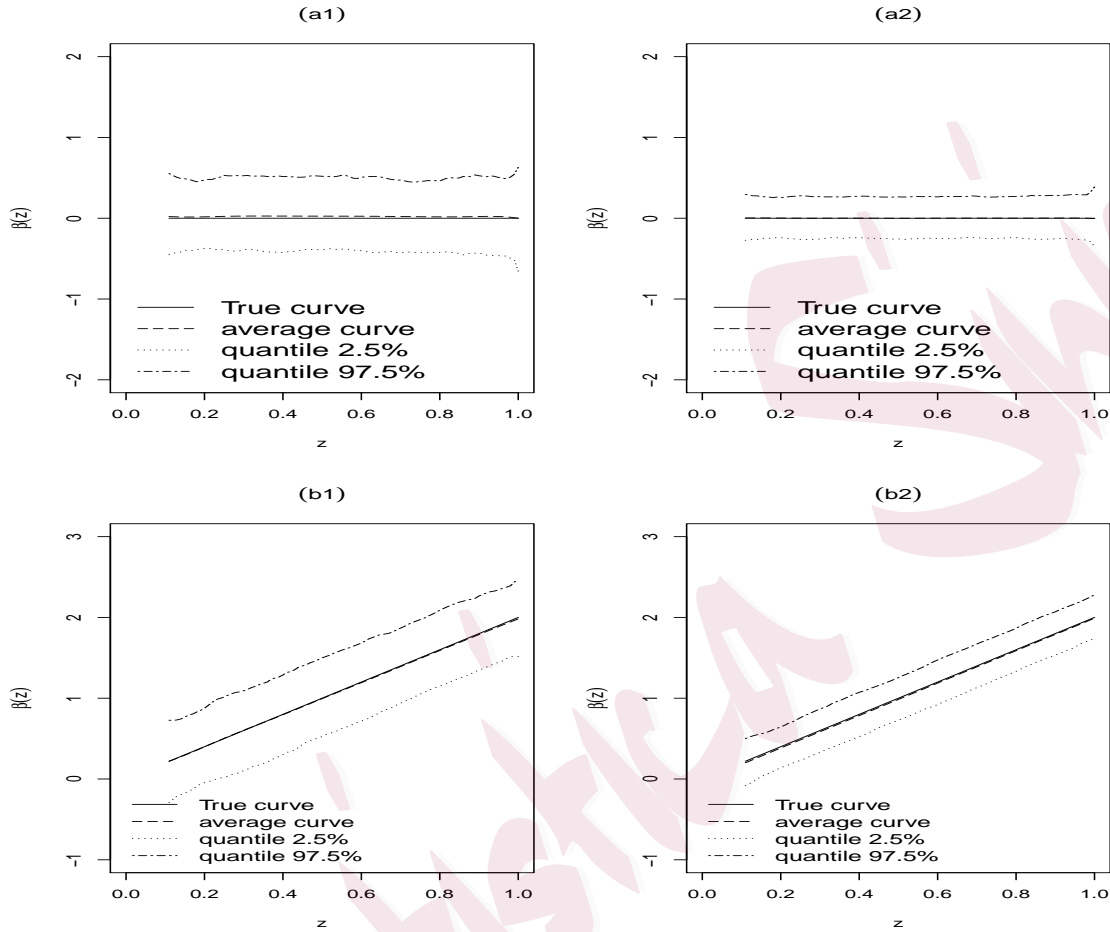 (a1)
2
1
0
-1
-2
β(z)
True curve
average curve
quantile 2.5%
quantile 97.5%
0.0 0.2 0.4 0.6 0.8 1.0
z
(a2)
2
1
0
-1
-2
β(z)
True curve
average curve
quantile 2.5%
quantile 97.5%
0.0 0.2 0.4 0.6 0.8 1.0
z
(b1)
3
2
1
0
-1
β(z)
True curve
average curve
quantile 2.5%
quantile 97.5%
0.0 0.2 0.4 0.6 0.8 1.0
z
(b2)
3
2
1
0
-1
β(z)
True curve
average curve
quantile 2.5%
quantile 97.5%
0.0 0.2 0.4 0.6 0.8 1.0
z